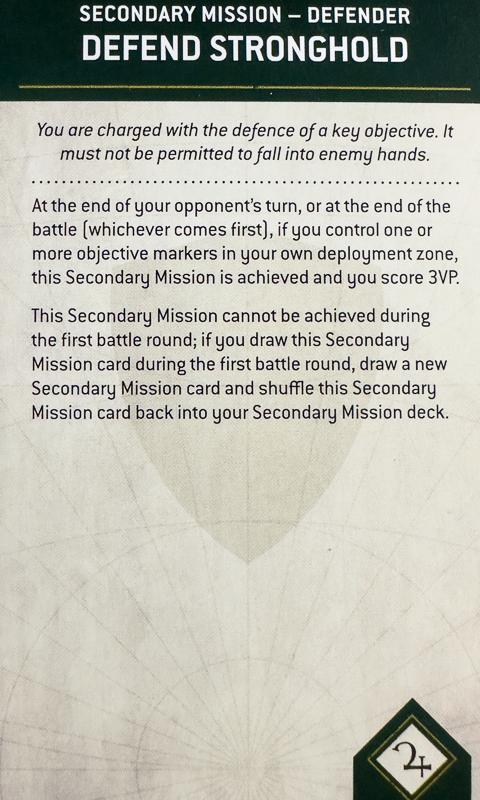 SECONDARY MISSION – DEFENDER
DEFEND STRONGHOLD
You are charged with the defence of a key objective. It
must not be permitted to fall into enemy hands.
At the end of your opponent's turn, or at the end of the
battle (whichever comes first), if you control one or
more objective markers in your own deployment zone,
this Secondary Mission is achieved and you score 3VP.
This Secondary Mission cannot be achieved during
the first battle round; if you draw this Secondary
Mission card during the first battle round, draw a new
Secondary Mission card and shuffle this Secondary
Mission card back into your Secondary Mission deck.